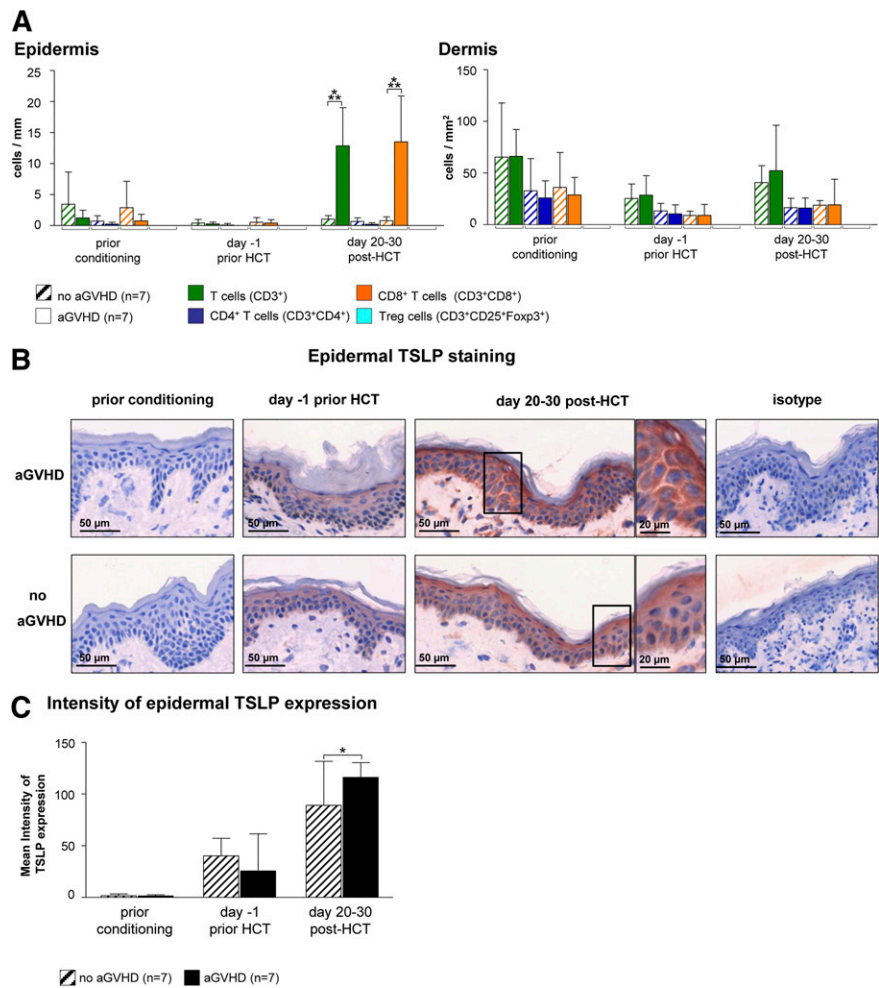 A
Epidermis
Dermis
25
20
15
10
5
0
cells / mm
*
**
*
**
prior
conditioning
day -1
prior HCT
day 20-30
post-HCT
150
100
50
0
cells / mm²
prior
conditioning
day -1
prior HCT
day 20-30
post-HCT
no aGVHD (n=7)
aGVHD (n=7)
T cells (CD3⁺)
CD4⁺ T cells (CD3⁺CD4⁺)
CD8⁺ T cells (CD3⁺CD8⁺)
Treg cells (CD3⁺CD25⁺Foxp3⁺)
B
Epidermal TSLP staining
prior conditioning
day -1 prior HCT
day 20-30 post-HCT
isotype
aGVHD
50 µm
50 µm
50 µm
20 µm
50 µm
no
aGVHD
50 µm
50 µm
50 µm
20 µm
50 µm
C
Intensity of epidermal TSLP expression
150
100
50
0
Mean Intensity of
TSLP expression
*
prior
conditioning
day -1
prior HCT
day 20-30
post-HCT
no aGVHD (n=7)
aGVHD (n=7)